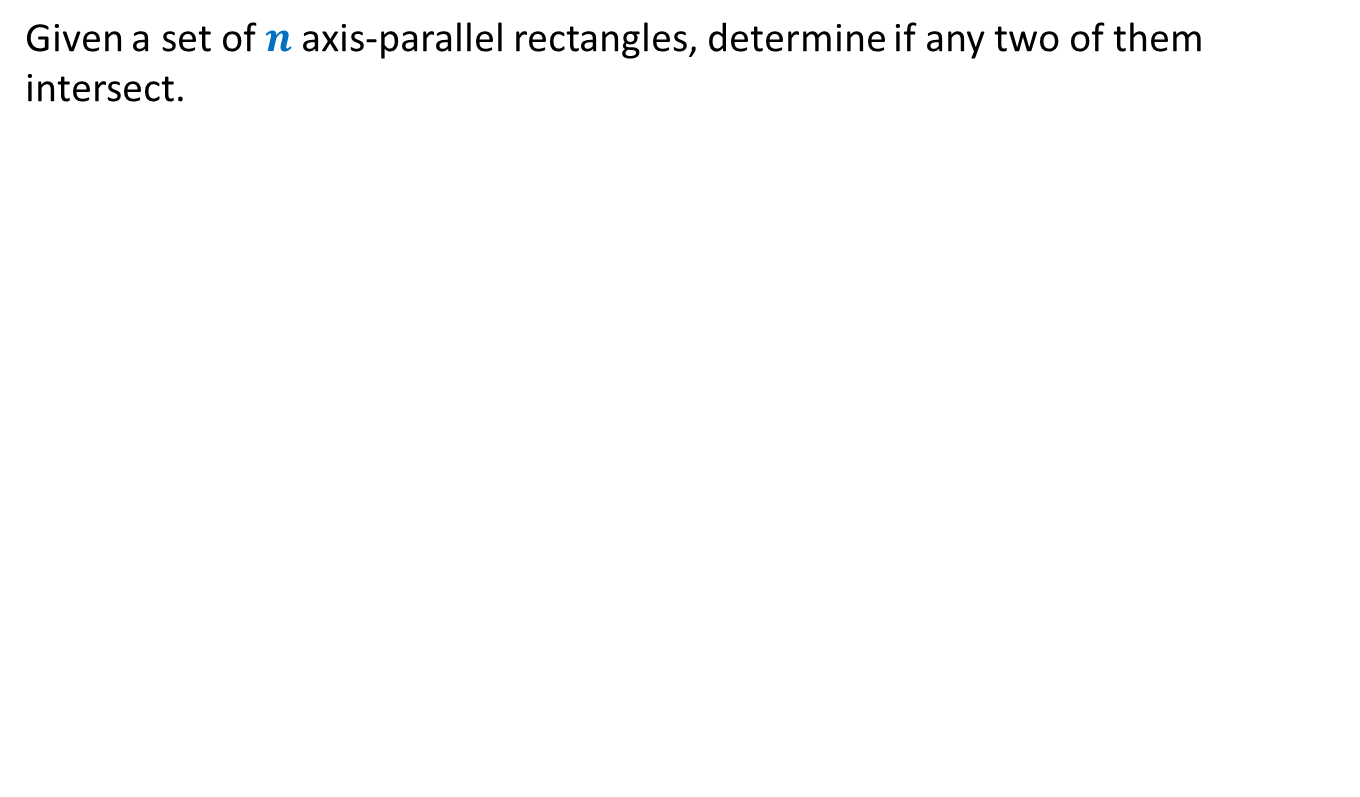 Given a set of n axis-parallel rectangles, determine if any two of them
intersect.